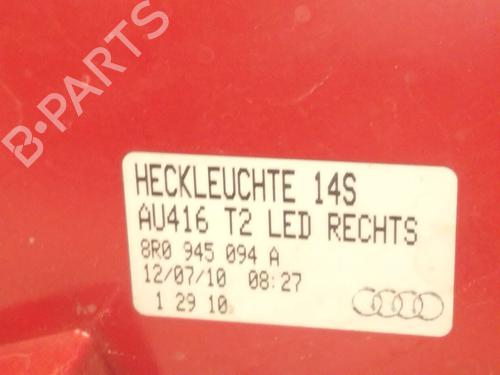 B-PARTS
HECKLEUCHTE 14S
AU416 T2 LED RECHTS
8R0 945 094 A
12/07/10 08:27
1 29 10